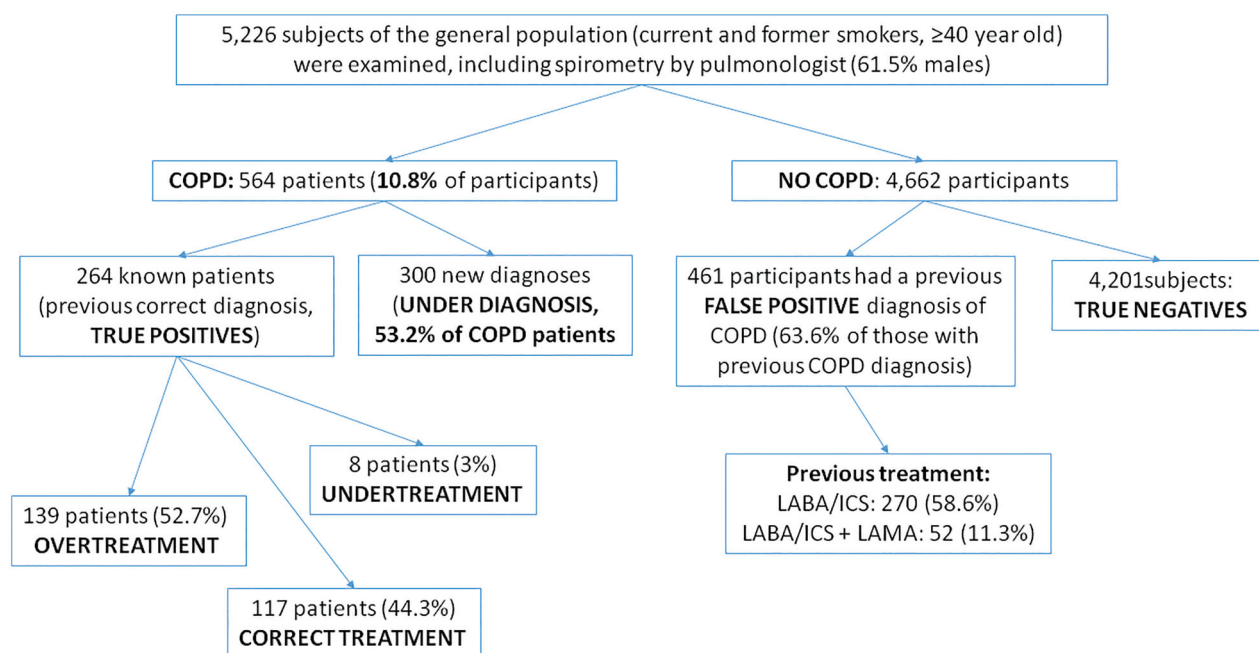 5,226 subjects of the general population (current and former smokers, ≥40 year old)
were examined, including spirometry by pulmonologist (61.5% males)
COPD: 564 patients (10.8% of participants)
NO COPD: 4,662 participants
264 known patients
(previous correct diagnosis,
TRUE POSITIVES)
300 new diagnoses
(UNDER DIAGNOSIS,
53.2% of COPD patients
461 participants had a previous
FALSE POSITIVE diagnosis of
COPD (63.6% of those with
previous COPD diagnosis)
4,201subjects:
TRUE NEGATIVES
8 patients (3%)
UNDERTREATMENT
139 patients (52.7%)
OVERTREATMENT
117 patients (44.3%)
CORRECT TREATMENT
Previous treatment:
LABA/ICS: 270 (58.6%)
LABA/ICS + LAMA: 52 (11.3%)